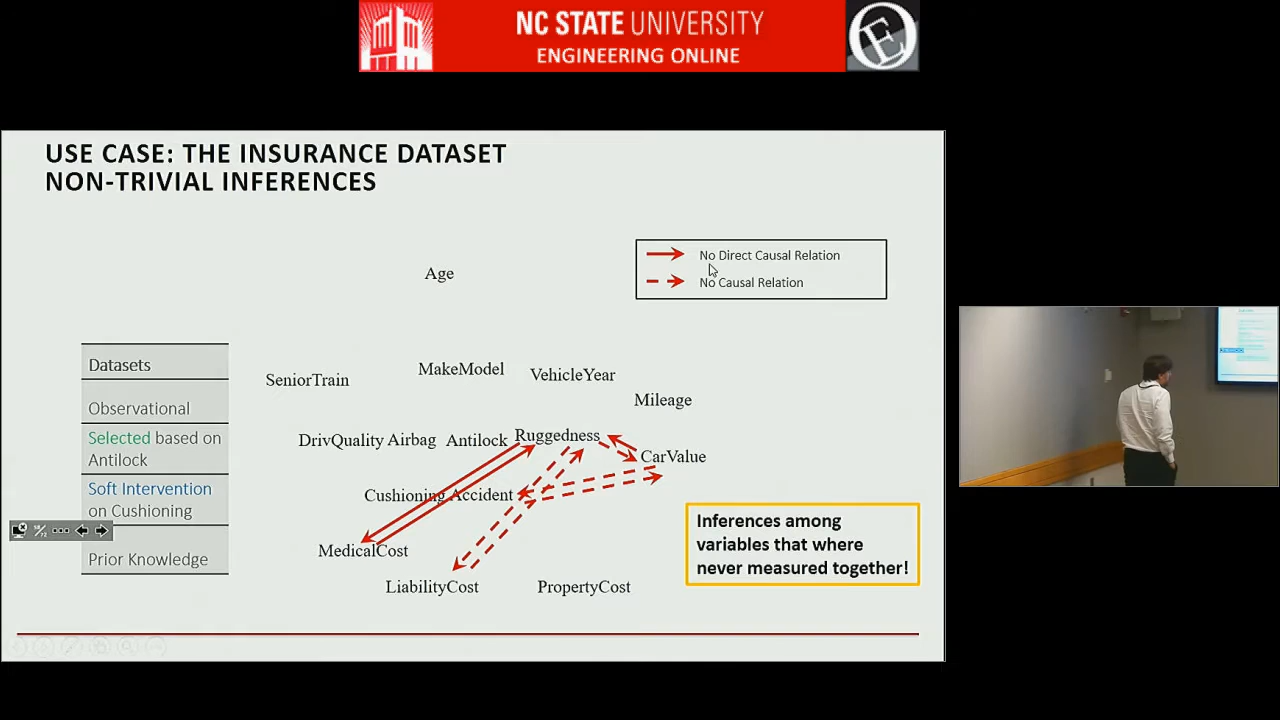 NC STATE UNIVERSITY
ENGINEERING ONLINE
USE CASE: THE INSURANCE DATASET
NON-TRIVIAL INFERENCES
No Direct Causal Relation
No Causal Relation
Age
Datasets
Observational
Selected based on
Antilock
Soft Intervention
on Cushioning
Prior Knowledge
SeniorTrain
MakeModel
VehicleYear
Mileage
DrivQuality
Airbag
Antilock
Ruggedness
CarValue
Cushioning
Accident
MedicalCost
LiabilityCost
PropertyCost
Inferences among
variables that where
never measured together!